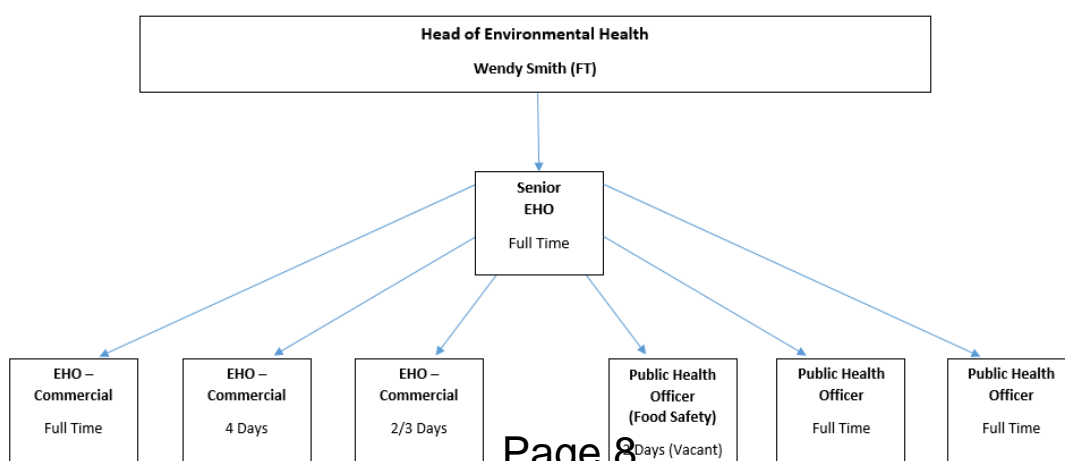 Head of Environmental Health
Wendy Smith (FT)
Senior
EHO
Full Time
EHO –
Commercial
Full Time
EHO –
Commercial
4 Days
EHO –
Commercial
2/3 Days
Public Health
Officer
(Food Safety)
Days (Vacant)
Public Health
Officer
Full Time
Public Health
Officer
Full Time
Page 8